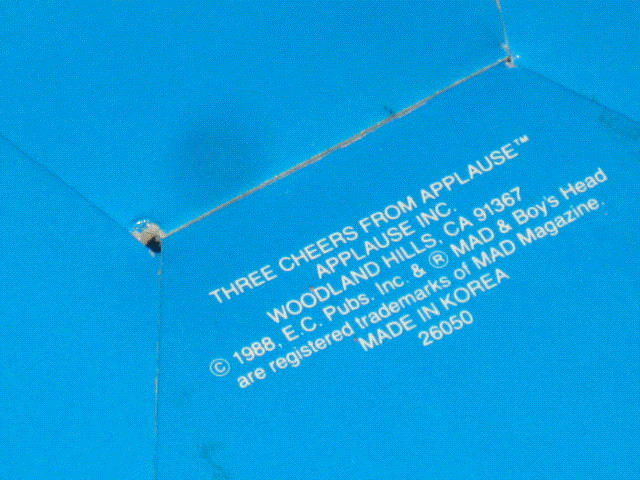 THREE CHEERS FROM APPLAUSE™
APPLAUSE INC.
WOODLAND HILLS, CA 91367
© 1988, E.C. Pubs. Inc. & ® MAD & Boy's Head
are registered trademarks of MAD Magazine.
MADE IN KOREA
26050